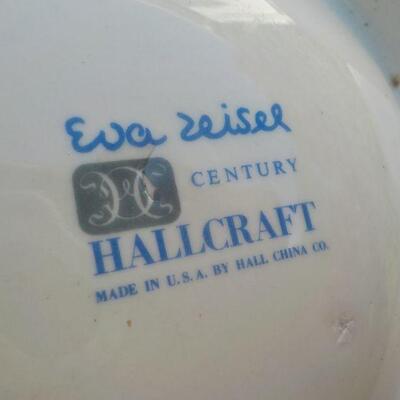 Eva Zeisel
CENTURY
HALLCRAFT
MADE IN U.S.A. BY HALL CHINA CO.